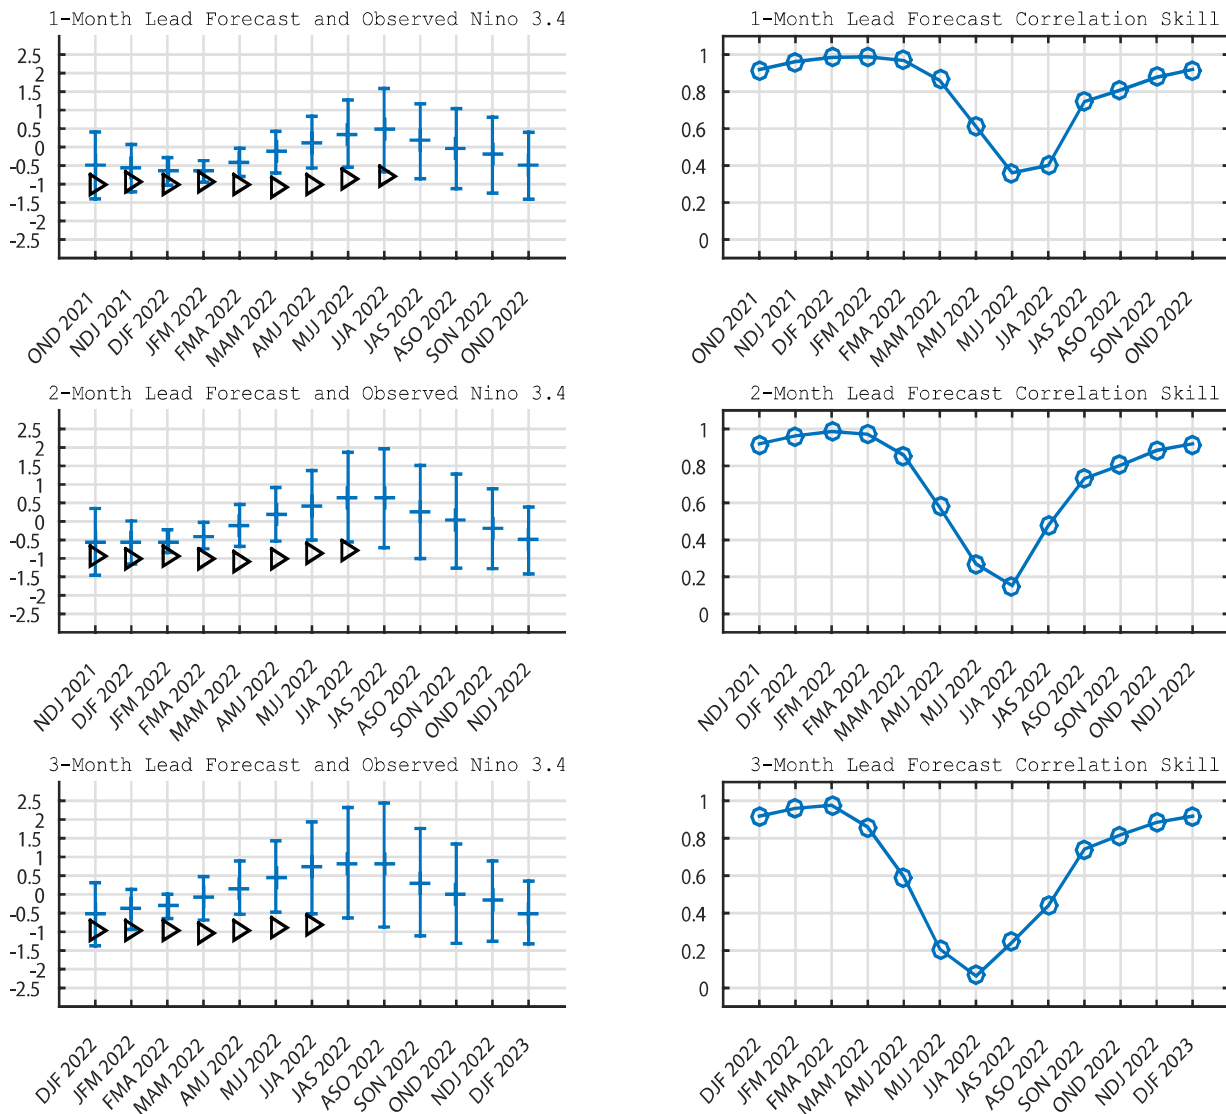 1-Month Lead Forecast and Observed Nino 3.4
2.5
2
1.5
1
0.5
0
-0.5
-1
-1.5
-2
-2.5
OND 2021
NDJ 2021
DJF 2022
JFM 2022
FMA 2022
MAM 2022
AMJ 2022
MJJ 2022
JJA 2022
JAS 2022
ASO 2022
SON 2022
OND 2022
1-Month Lead Forecast Correlation Skill
1
0.8
0.6
0.4
0.2
0
OND 2021
NDJ 2021
DJF 2022
JFM 2022
FMA 2022
MAM 2022
AMJ 2022
MJJ 2022
JJA 2022
JAS 2022
ASO 2022
SON 2022
OND 2022
2-Month Lead Forecast and Observed Nino 3.4
2.5
2
1.5
1
0.5
0
-0.5
-1
-1.5
-2
-2.5
NDJ 2021
DJF 2022
JFM 2022
FMA 2022
MAM 2022
AMJ 2022
MJJ 2022
JJA 2022
JAS 2022
ASO 2022
SON 2022
OND 2022
NDJ 2022
2-Month Lead Forecast Correlation Skill
1
0.8
0.6
0.4
0.2
0
NDJ 2021
DJF 2022
JFM 2022
FMA 2022
MAM 2022
AMJ 2022
MJJ 2022
JJA 2022
JAS 2022
ASO 2022
SON 2022
OND 2022
NDJ 2022
3-Month Lead Forecast and Observed Nino 3.4
2.5
2
1.5
1
0.5
0
-0.5
-1
-1.5
-2
-2.5
DJF 2022
JFM 2022
FMA 2022
MAM 2022
AMJ 2022
MJJ 2022
JJA 2022
JAS 2022
ASO 2022
SON 2022
OND 2022
NDJ 2022
DJF 2023
3-Month Lead Forecast Correlation Skill
1
0.8
0.6
0.4
0.2
0
DJF 2022
JFM 2022
FMA 2022
MAM 2022
AMJ 2022
MJJ 2022
JJA 2022
JAS 2022
ASO 2022
SON 2022
OND 2022
NDJ 2022
DJF 2023